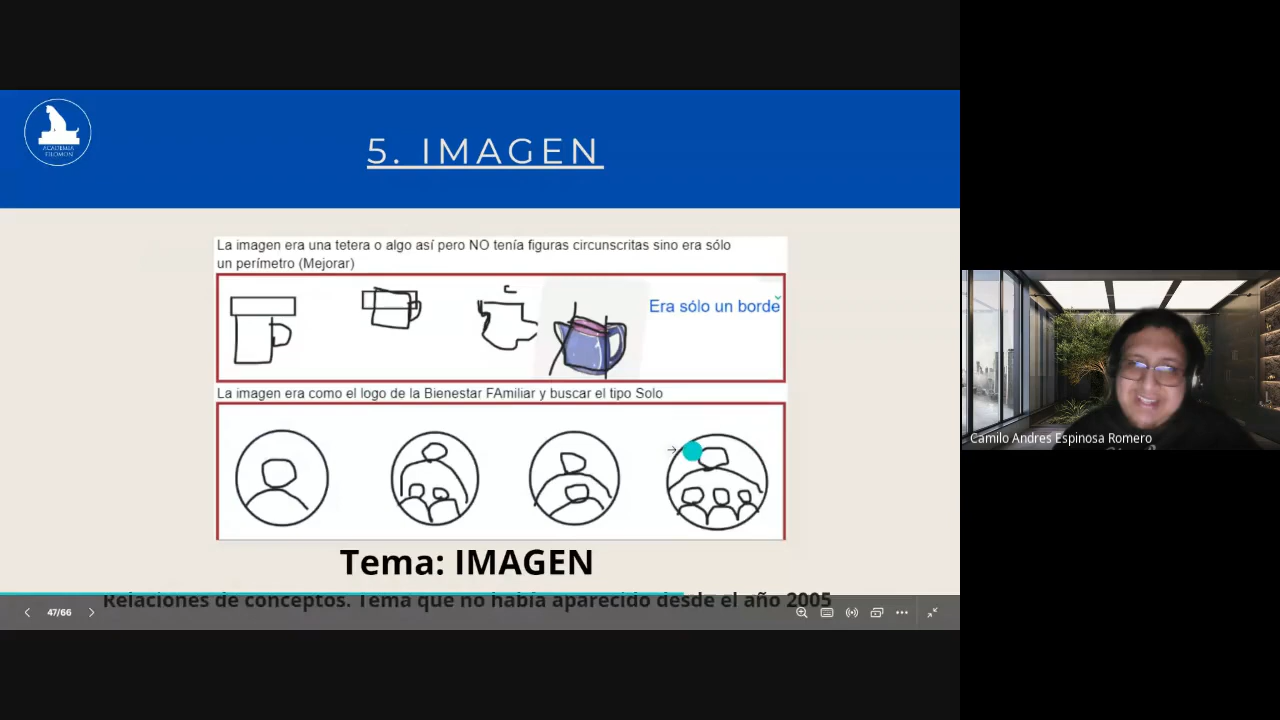 ACADEMIA
FILOMON
5. IMAGEN
La imagen era una tetera o algo así pero NO tenía figuras circunscritas sino era sólo
un perímetro (Mejorar)
Era sólo un borde
La imagen era como el logo de la Bienestar FAmiliar y buscar el tipo Solo
Tema: IMAGEN
Relaciones de conceptos. Tema que no había aparecido desde el año 2005
47/66
Camilo Andres Espinosa Romero